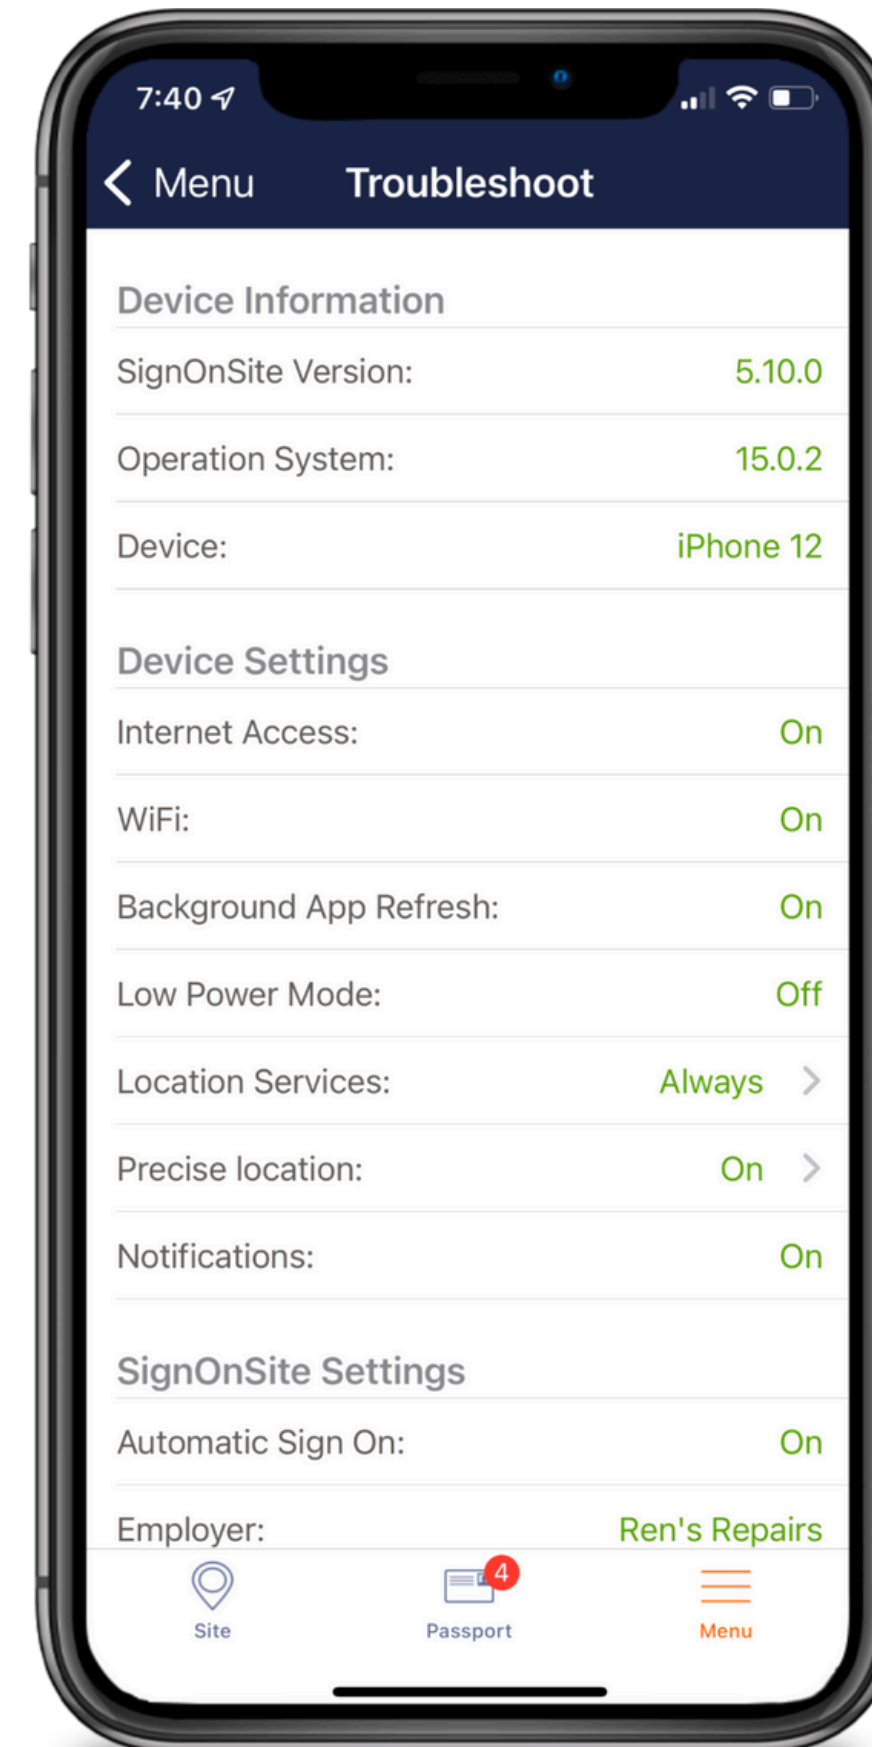 7:40
Menu Troubleshoot
Device Information
SignOnSite Version: 5.10.0
Operation System: 15.0.2
Device: iPhone 12
Device Settings
Internet Access: On
WiFi: On
Background App Refresh: On
Low Power Mode: Off
Location Services: Always
Precise location: On
Notifications: On
SignOnSite Settings
Automatic Sign On: On
Employer: Ren's Repairs
4
Site Passport Menu